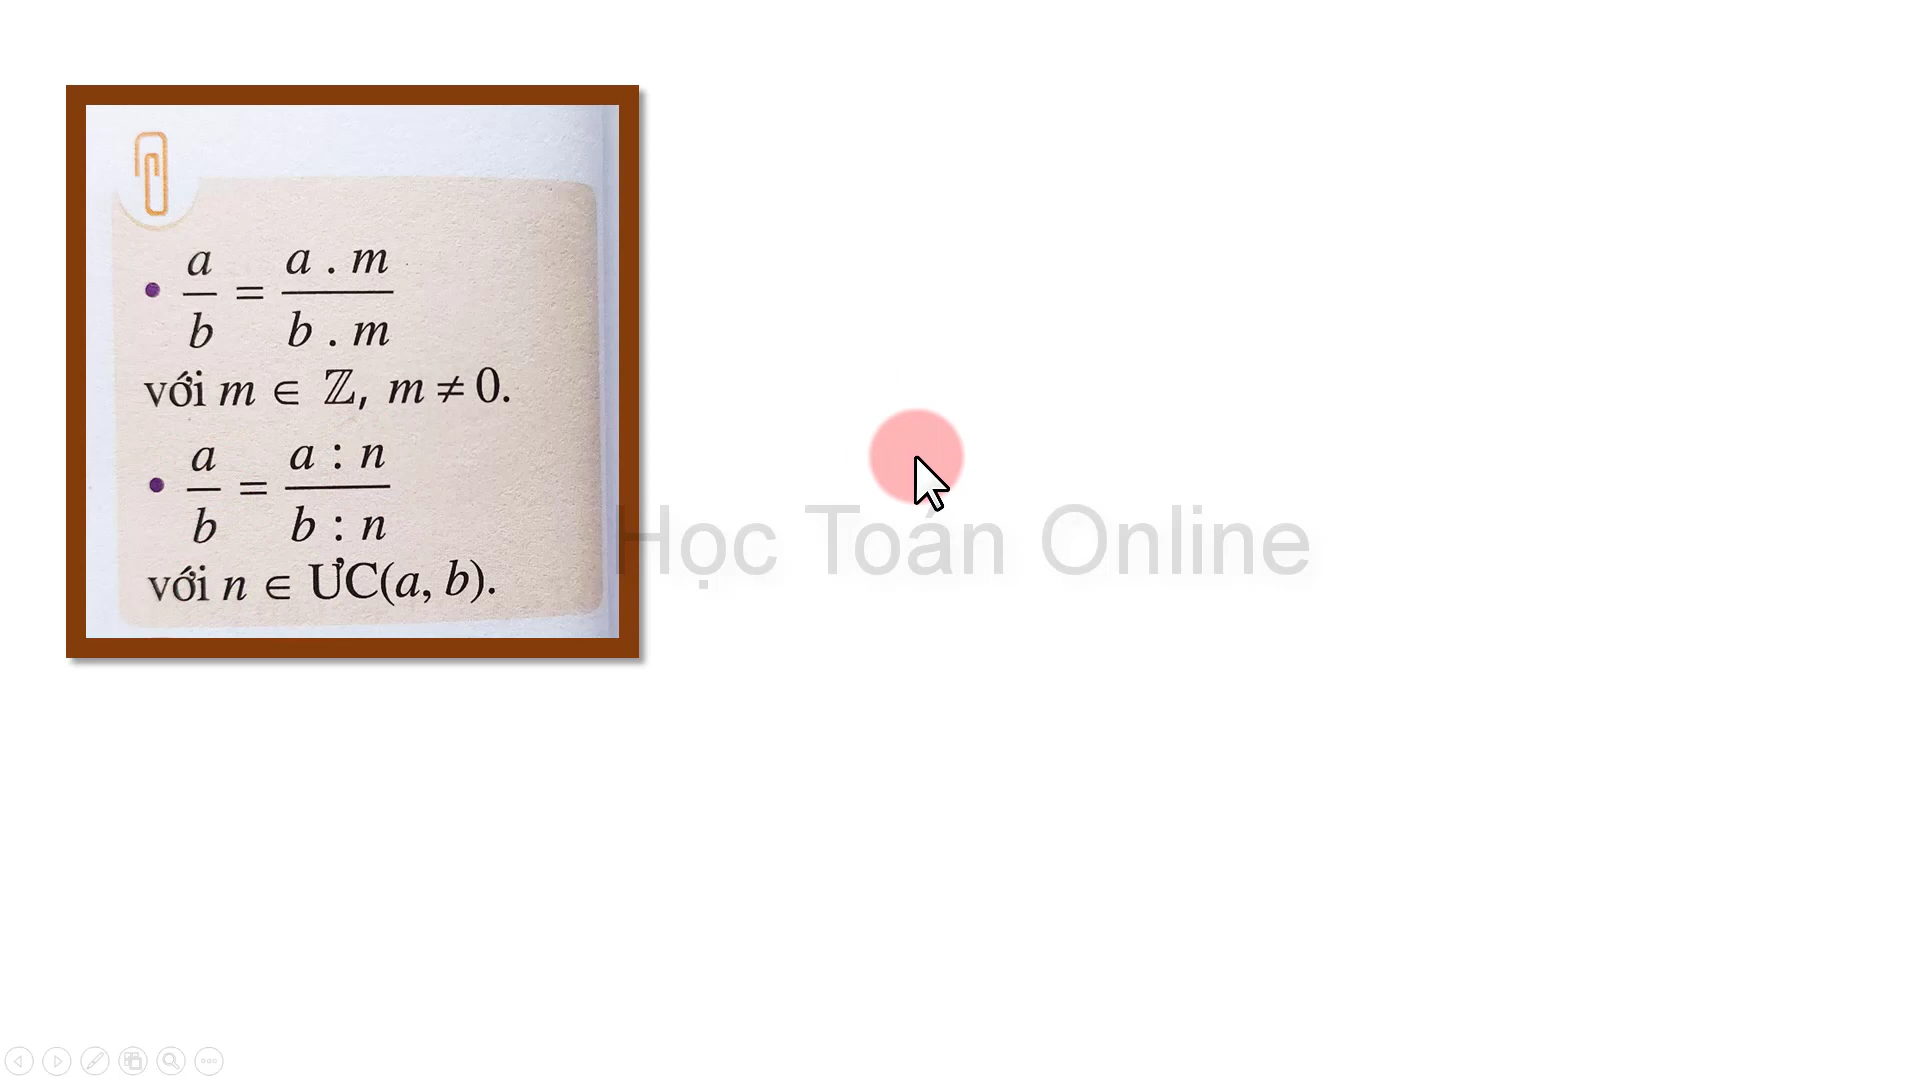 • a/b = a . m / b . m
với m ∈ ℤ, m ≠ 0.
• a/b = a : n / b : n
với n ∈ ƯC(a, b).
Học Toán Online